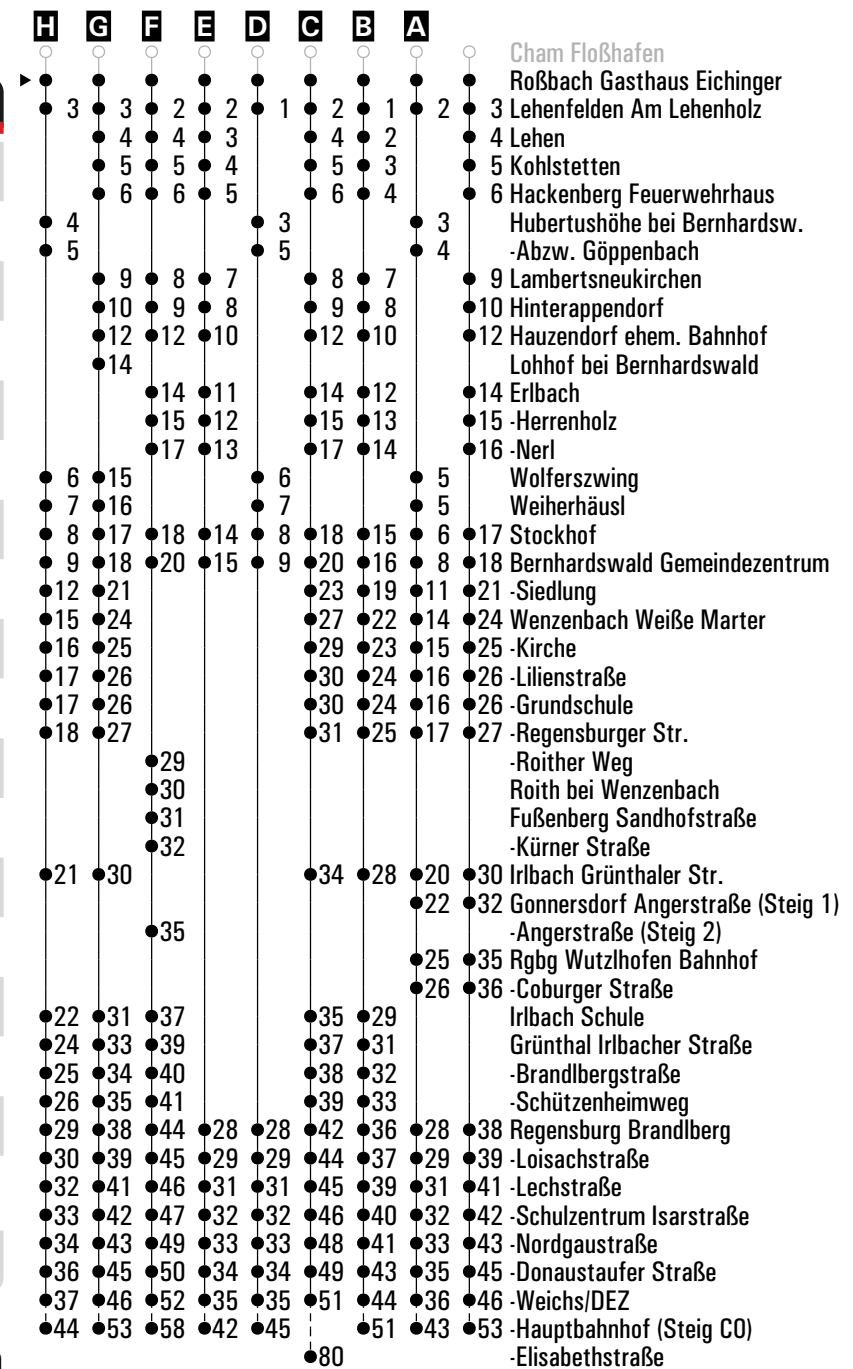 H G F E D C B A
Cham Floßhafen
Roßbach Gasthaus Eichinger
3 3 2 2 1 2 1 2 3 Lehenfelden Am Lehenholz
4 4 3 4 2 4 Lehen
5 5 4 5 3 5 Kohlstetten
6 6 5 6 4 6 Hackenberg Feuerwehrhaus
4 3 3 Hubertushöhe bei Bernhardsw.
5 5 4 -Abzw. Göppenbach
9 8 7 8 7 9 Lambertsneukirchen
10 9 8 9 8 10 Hinterappendorf
12 12 10 12 10 12 Hauzendorf ehem. Bahnhof
14 Lohhof bei Bernhardswald
14 11 14 12 14 Erlbach
15 12 15 13 15 -Herrenholz
17 13 17 14 16 -Nerl
6 15 6 5 Wolferszwing
7 16 7 5 Weiherhäusl
8 17 18 14 8 18 15 6 17 Stockhof
9 18 20 15 9 20 16 8 18 Bernhardswald Gemeindezentrum
12 21 23 19 11 21 -Siedlung
15 24 27 22 14 24 Wenzenbach Weiße Marter
16 25 29 23 15 25 -Kirche
17 26 30 24 16 26 -Lilienstraße
17 26 30 24 16 26 -Grundschule
18 27 31 25 17 27 -Regensburger Str.
29 -Roither Weg
30 Roith bei Wenzenbach
31 Fußenberg Sandhofstraße
32 -Kürner Straße
21 30 34 28 20 30 Irlbach Grünthaler Str.
22 32 Gonnersdorf Angerstraße (Steig 1)
35 -Angerstraße (Steig 2)
25 35 Rgbg Wutzlhofen Bahnhof
26 36 -Coburger Straße
22 31 37 35 29 Irlbach Schule
24 33 39 37 31 Grünthal Irlbacher Straße
25 34 40 38 32 -Brandlbergstraße
26 35 41 39 33 -Schützenheimweg
29 38 44 28 28 42 36 28 38 Regensburg Brandlberg
30 39 45 29 29 44 37 29 39 -Loisachstraße
32 41 46 31 31 45 39 31 41 -Lechstraße
33 42 47 32 32 46 40 32 42 -Schulzentrum Isarstraße
34 43 49 33 33 48 41 33 43 -Nordgaustraße
36 45 50 34 34 49 43 35 45 -Donaustaufer Straße
37 46 52 35 35 51 44 36 46 -Weichs/DEZ
44 53 58 42 45 51 43 53 -Hauptbahnhof (Steig C0)
80 -Elisabethstraße